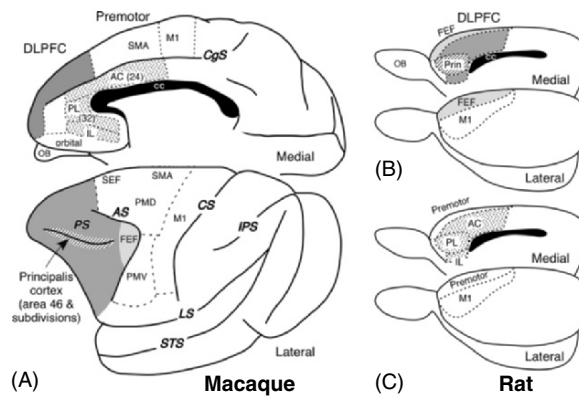 Premotor
DLPFC
SMA
M1
CgS
AC (24)
cc
PL
(32)
IL
orbital
OB
Medial
SEF
SMA
PMD
AS
PS
M1
CS
IPS
FEF
Principalis
cortex
(area 46 &
subdivisions)
PMV
LS
STS
Lateral
(A)
Macaque
DLPFC
FEF
OB
Prin
cc
Medial
FEF
M1
(B)
Lateral
Premotor
AC
PL
IL
Medial
Premotor
M1
Lateral
(C)
Rat